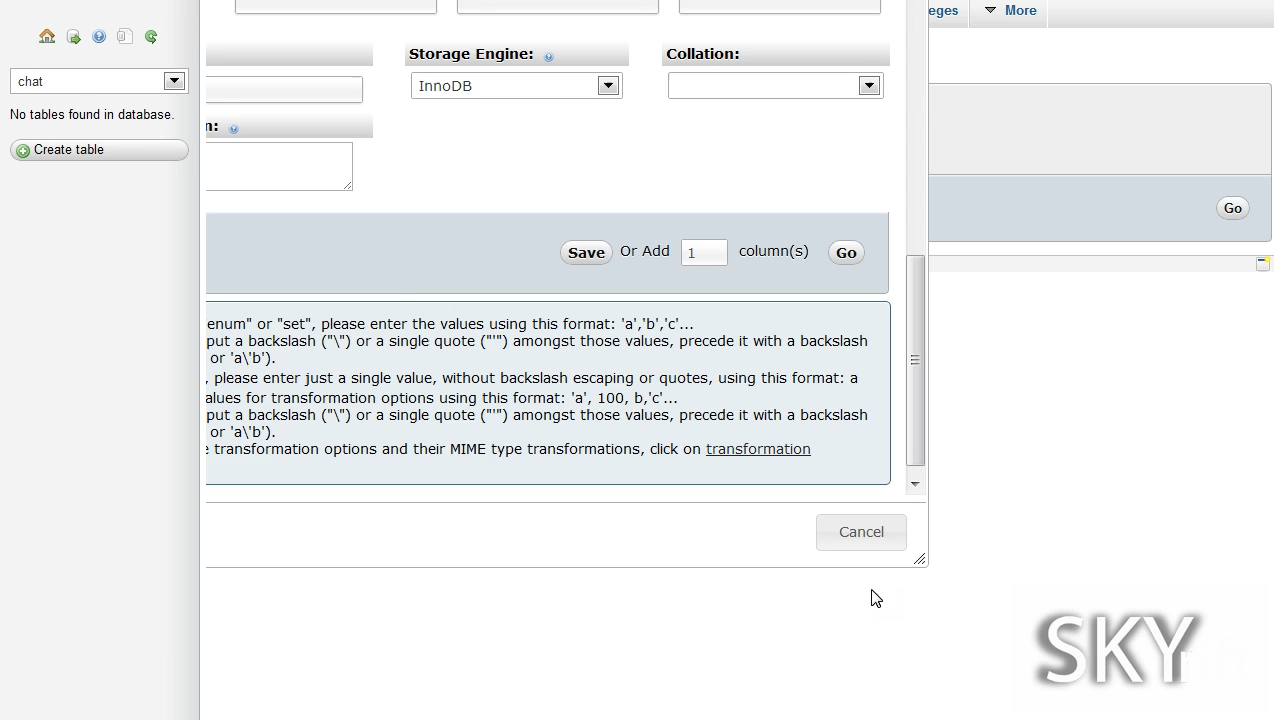 eges
More
chat
No tables found in database.
Create table
Storage Engine:
Collation:
InnoDB
n:
Save
Or Add
1
column(s)
Go
Go
enum" or "set", please enter the values using this format: 'a','b','c'...
put a backslash ("\") or a single quote ("'") amongst those values, precede it with a backslash
or 'a\'b').
, please enter just a single value, without backslash escaping or quotes, using this format: a
alues for transformation options using this format: 'a', 100, b,'c'...
put a backslash ("\") or a single quote ("'") amongst those values, precede it with a backslash
or 'a\'b').
e transformation options and their MIME type transformations, click on transformation
Cancel
SKY